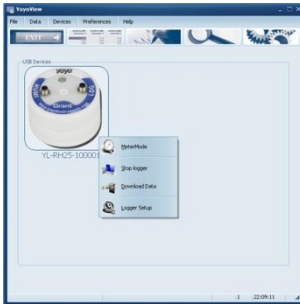 YoyoView
File Data Devices Preferences Help
EXIT
USB Devices
yoyo
Grant
YL-RH25-100001
MeterMode
Stop logger
Download Data
Logger Setup
1 22:09:11